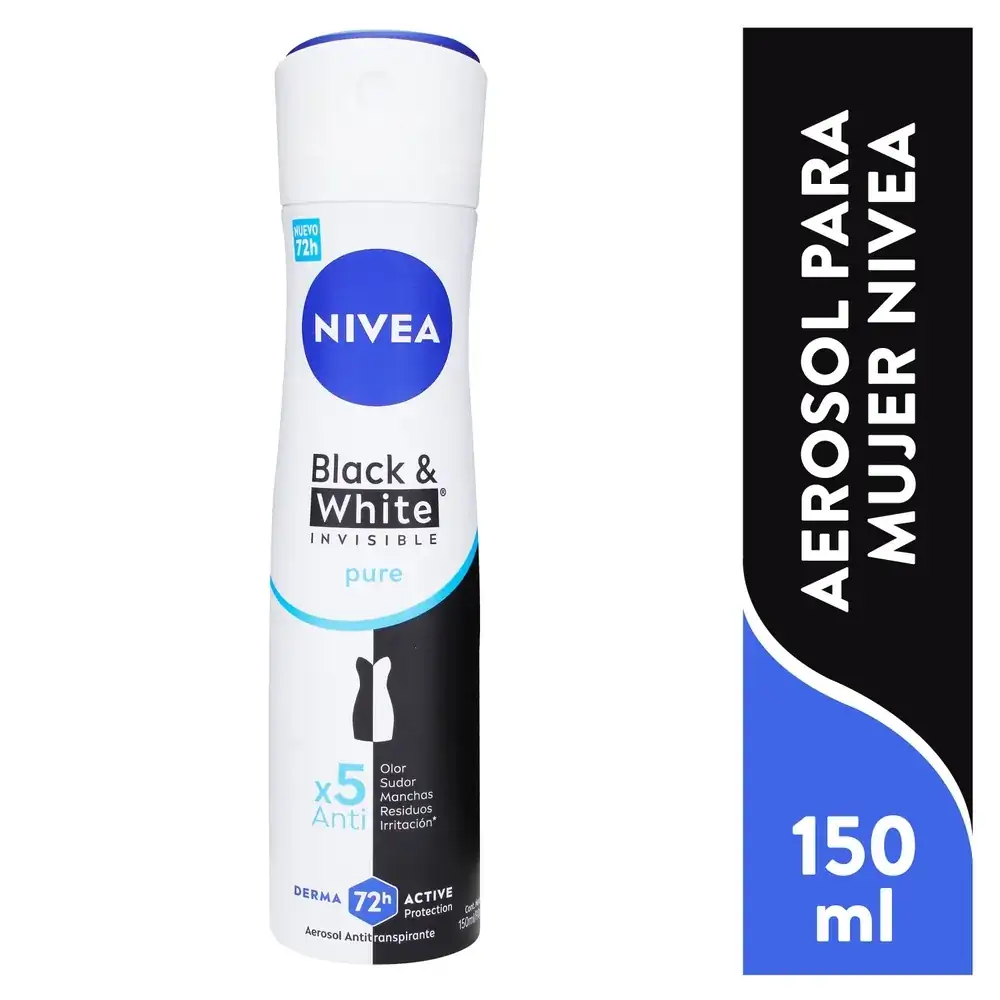 NUEVO
72h
NIVEA
Black &
White®
INVISIBLE
pure
x5
Anti
Olor
Sudor
Manchas
Residuos
Irritación*
DERMA 72h ACTIVE
Protection
150ml
Aerosol Antitranspirante
AEROSOL PARA
MUJER NIVEA
150
ml